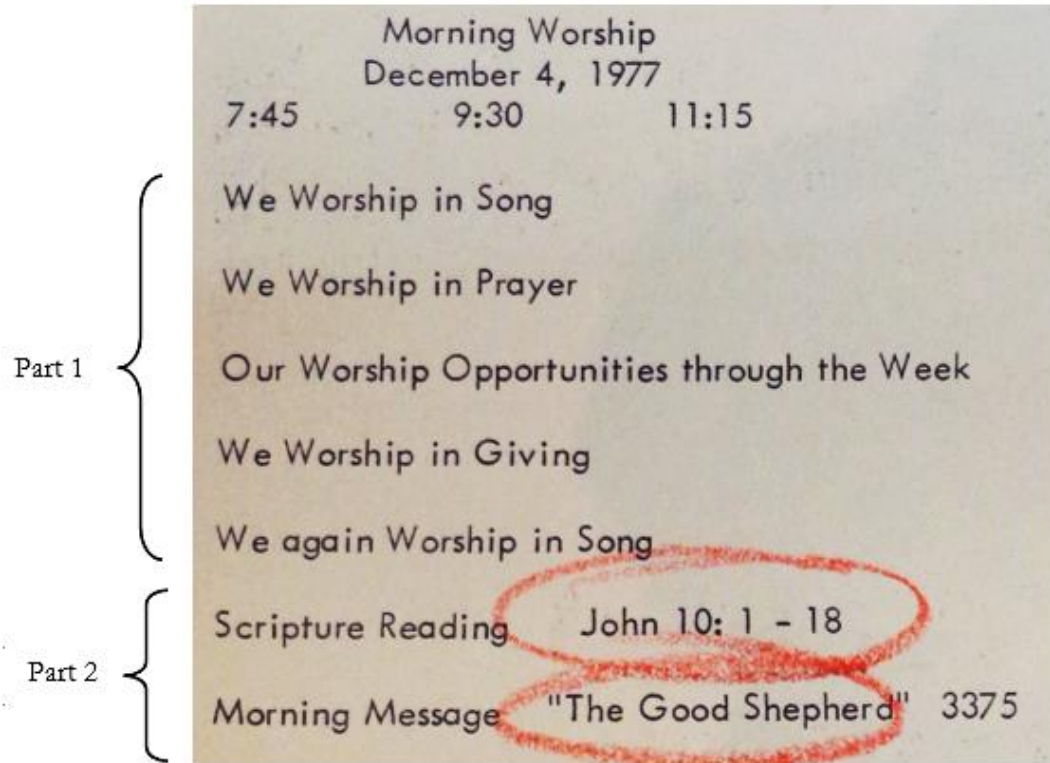 Morning Worship
December 4, 1977
7:45 9:30 11:15
We Worship in Song
We Worship in Prayer
Our Worship Opportunities through the Week
We Worship in Giving
We again Worship in Song
Scripture Reading John 10: 1 - 18
Morning Message "The Good Shepherd" 3375
Part 1
Part 2